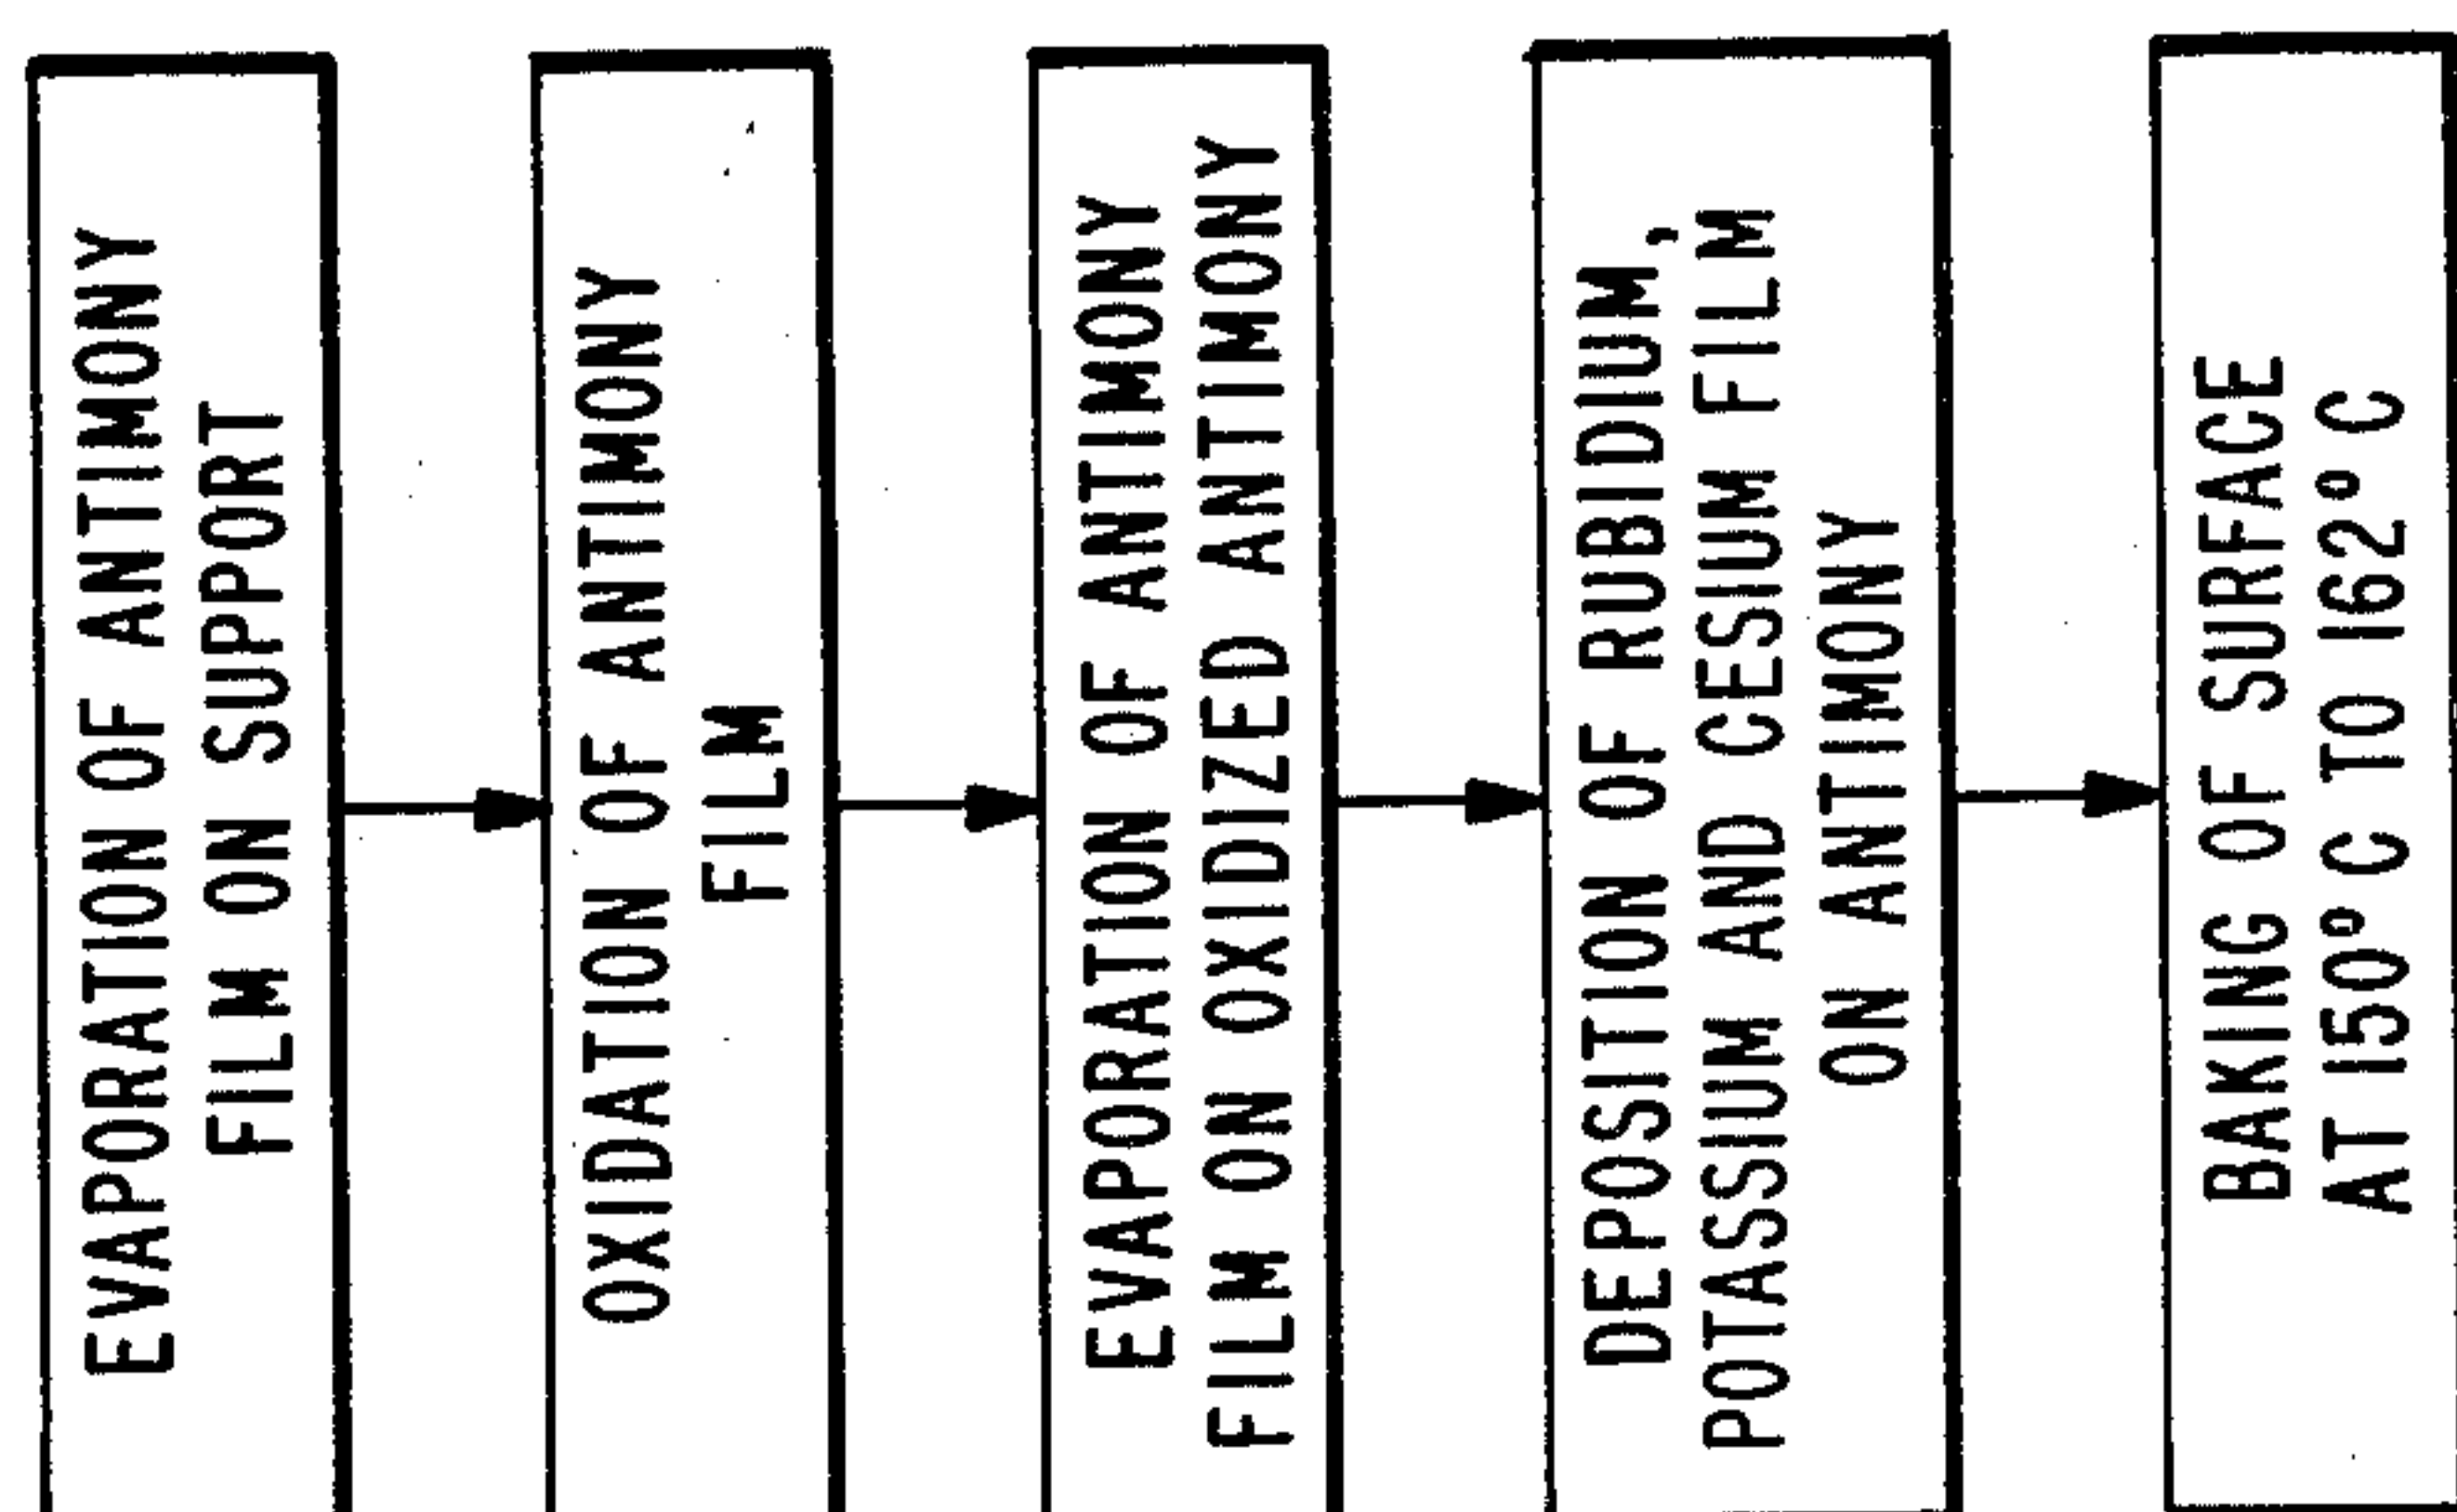 EVAPORATION OF ANTIMONY
FILM ON SUPPORT
OXIDATION OF ANTIMONY
FILM
EVAPORATION OF ANTIMONY
FILM ON OXIDIZED ANTIMONY
DEPOSITION OF RUBIDIUM,
POTASSIUM AND CESIUM FILM
ON ANTIMONY
BAKING OF SURFACE
AT 150° C TO 162° C